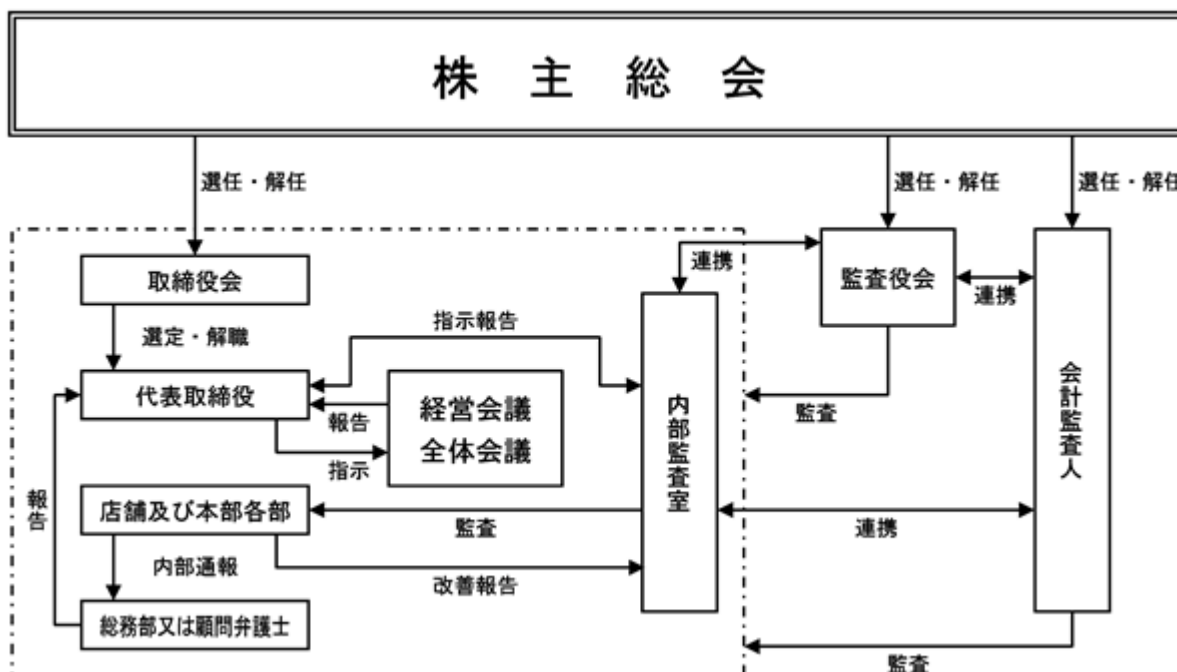 株主総会
選任・解任
選任・解任
選任・解任
取締役会
連携
監査役会
連携
選定・解職
指示報告
代表取締役
報告
経営会議
全体会議
指示
内部監査室
監査
会計監査人
報告
店舗及び本部各部
監査
連携
内部通報
改善報告
総務部又は顧問弁護士
監査